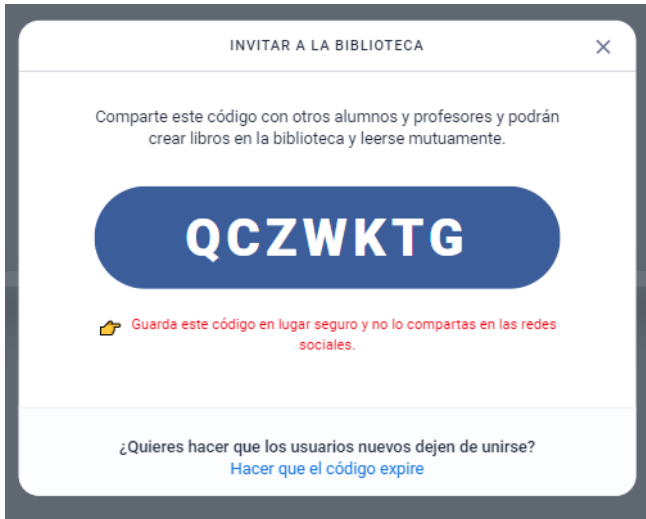 INVITAR A LA BIBLIOTECA
Comparte este código con otros alumnos y profesores y podrán
crear libros en la biblioteca y leerse mutuamente.
QCZWKTG
Guarda este código en lugar seguro y no lo compartas en las redes
sociales.
¿Quieres hacer que los usuarios nuevos dejen de unirse?
Hacer que el código expire